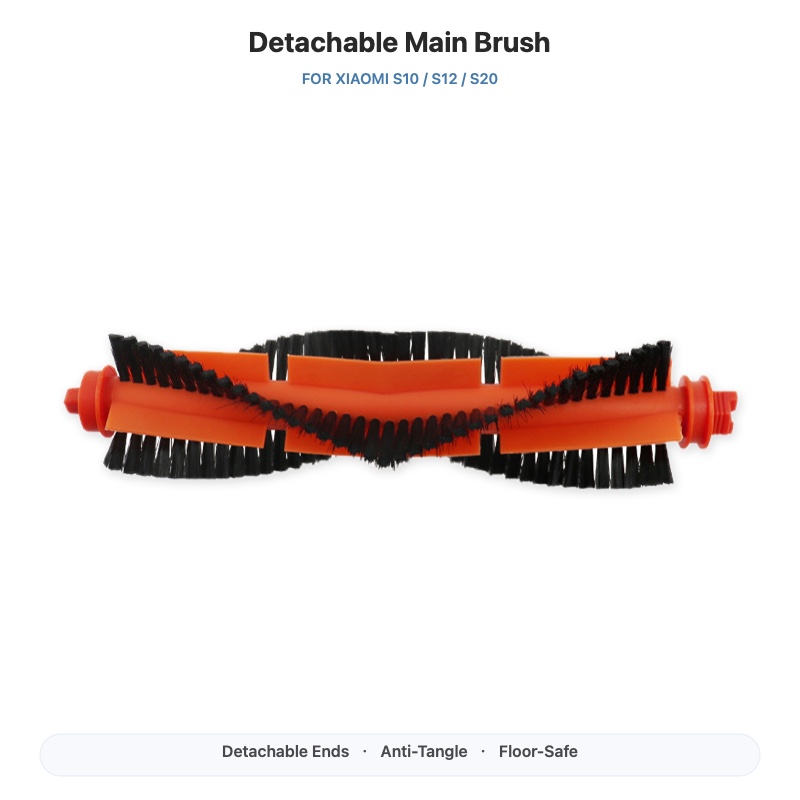 Detachable Main Brush
FOR XIAOMI S10 / S12 / S20
Detachable Ends · Anti-Tangle · Floor-Safe